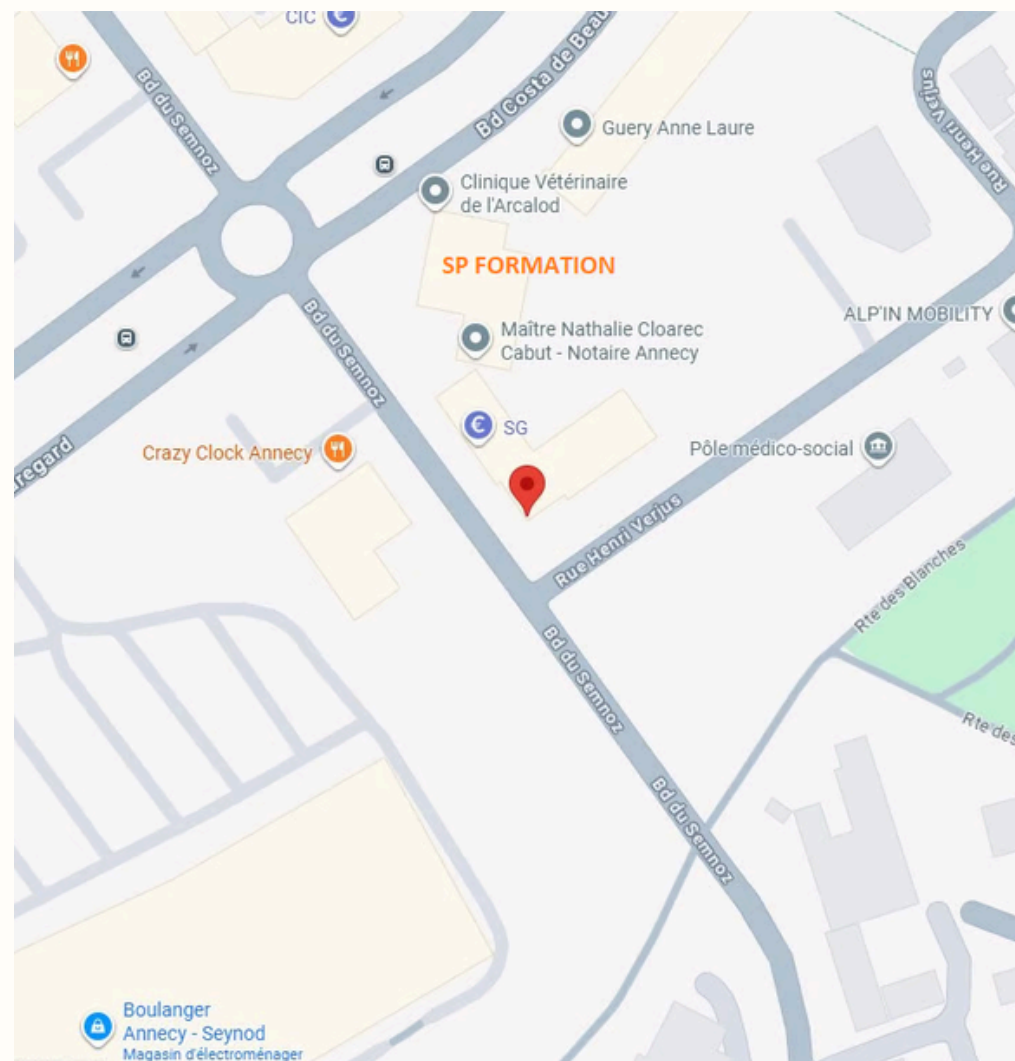 CIC
Bd du Semnoz
Bd Costa de Beau
Guery Anne Laure
Rue Henri Verjus
Clinique Vétérinaire
de l'Arcalod
SP FORMATION
Bd du Semnoz
Maître Nathalie Cloarec
Cabut - Notaire Annecy
ALP'IN MOBILITY
SG
Crazy Clock Annecy
Pôle médico-social
regard
Rue Henri Verjus
Rte des Blanches
Bd du Semnoz
Rte des
Bd du Semnoz
Boulanger
Annecy - Seynod
Magasin d'électroménager